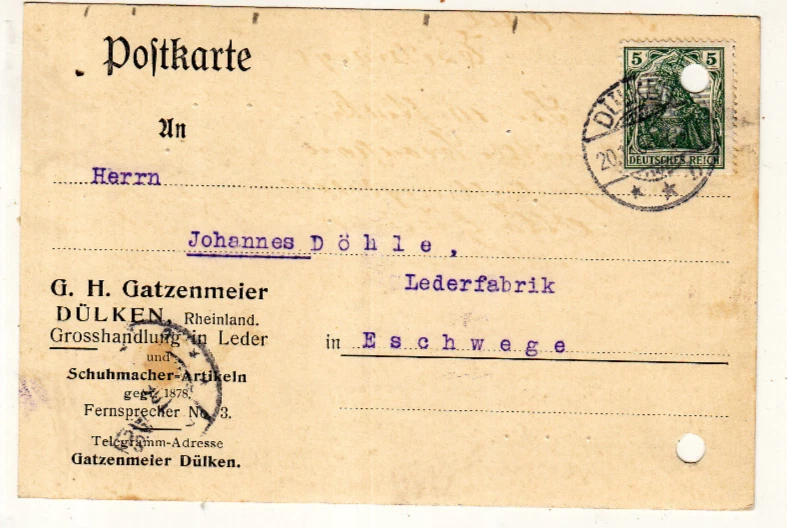 Postkarte
5 5
DEUTSCHES REICH
An
Herrn
Johannes Döhle,
Lederfabrik
in Eschwege
G. H. Gatzenmeier
DÜLKEN, Rheinland.
Grosshandlung in Leder
und
Schuhmacher-Artikeln
gegr. 1878.
Fernsprecher No 3.
Telegramm-Adresse
Gatzenmeier Dülken.